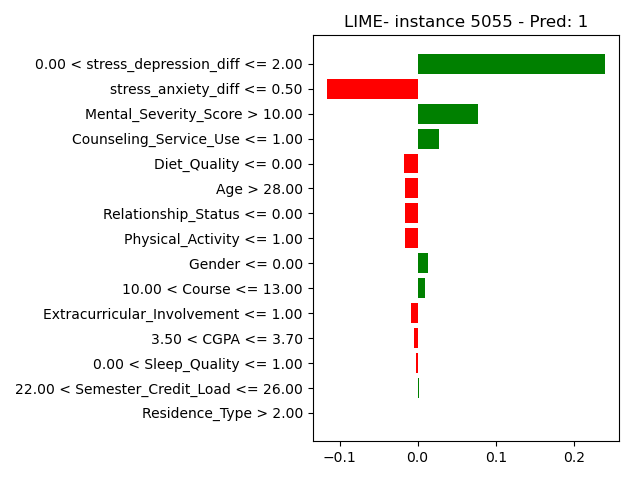 LIME- instance 5055 - Pred: 1
0.00 < stress_depression_diff <= 2.00
stress_anxiety_diff <= 0.50
Mental_Severity_Score > 10.00
Counseling_Service_Use <= 1.00
Diet_Quality <= 0.00
Age > 28.00
Relationship_Status <= 0.00
Physical_Activity <= 1.00
Gender <= 0.00
10.00 < Course <= 13.00
Extracurricular_Involvement <= 1.00
3.50 < CGPA <= 3.70
0.00 < Sleep_Quality <= 1.00
22.00 < Semester_Credit_Load <= 26.00
Residence_Type > 2.00
−0.1 0.0 0.1 0.2